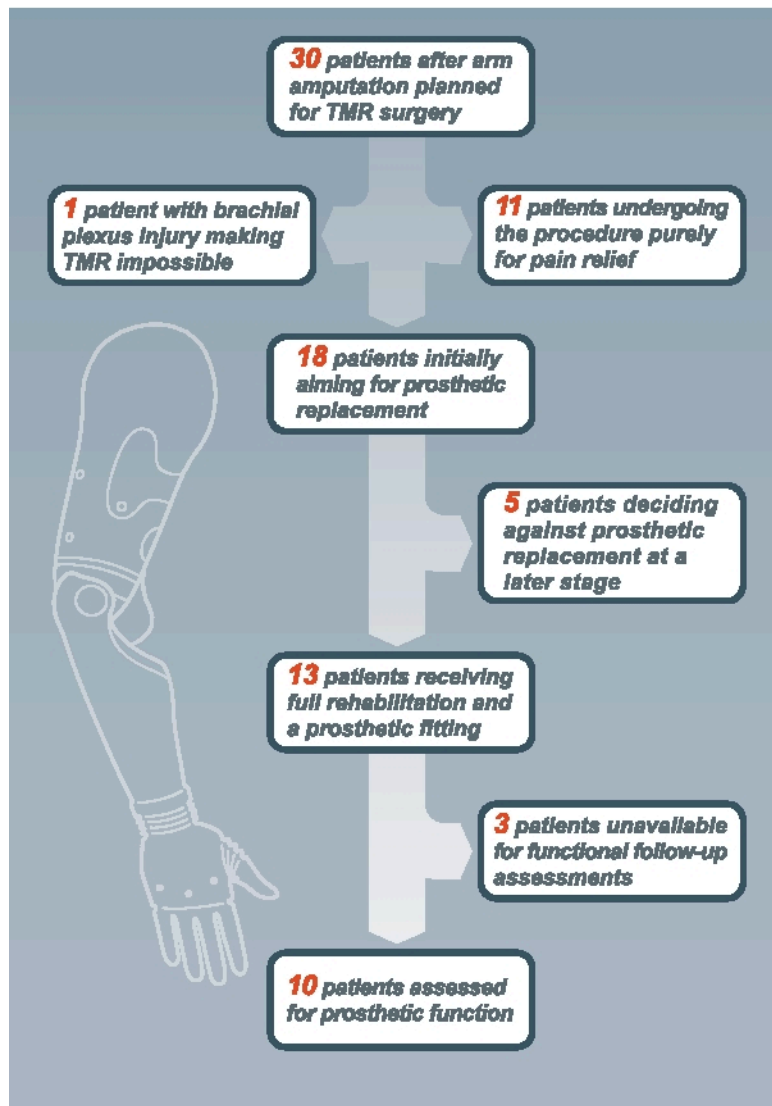 30 patients after arm
amputation planned
for TMR surgery
1 patient with brachial
plexus injury making
TMR impossible
11 patients undergoing
the procedure purely
for pain relief
18 patients initially
aiming for prosthetic
replacement
5 patients deciding
against prosthetic
replacement at a
later stage
13 patients receiving
full rehabilitation and
a prosthetic fitting
3 patients unavailable
for functional follow-up
assessments
10 patients assessed
for prosthetic function